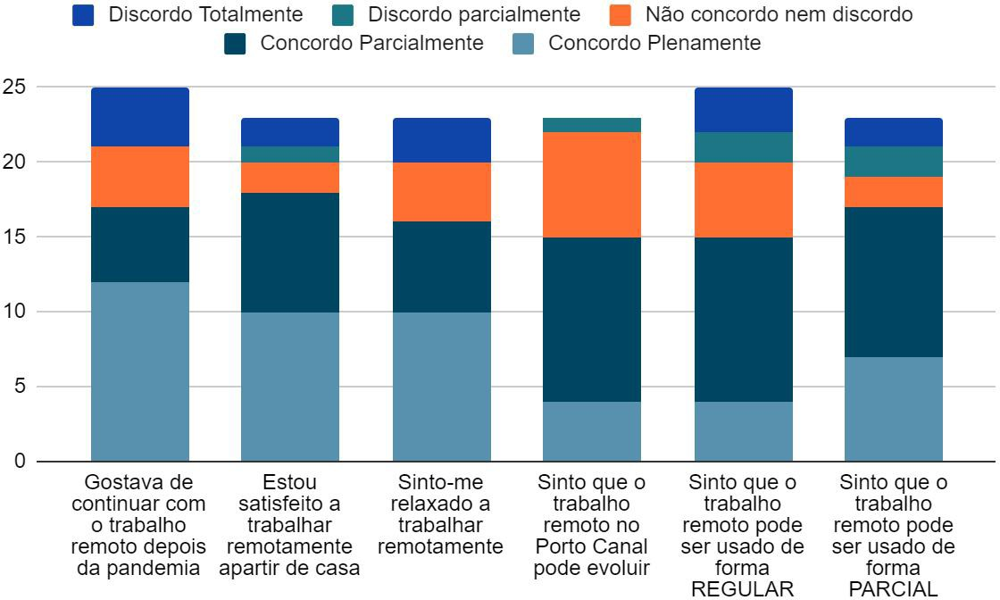 Discordo Totalmente Discordo parcialmente Não concordo nem discordo
Concordo Parcialmente Concordo Plenamente
25
20
15
10
5
0
Gostava de
continuar com
o trabalho
remoto depois
da pandemia
Estou
satisfeito a
trabalhar
remotamente
apartir de casa
Sinto-me
relaxado a
trabalhar
remotamente
Sinto que o
trabalho
remoto no
Porto Canal
pode evoluir
Sinto que o
trabalho
remoto pode
ser usado de
forma
REGULAR
Sinto que o
trabalho
remoto pode
ser usado de
forma
PARCIAL